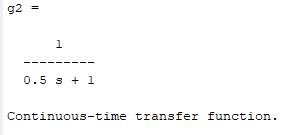 g2 =
1
---------
0.5 s + 1
Continuous-time transfer function.